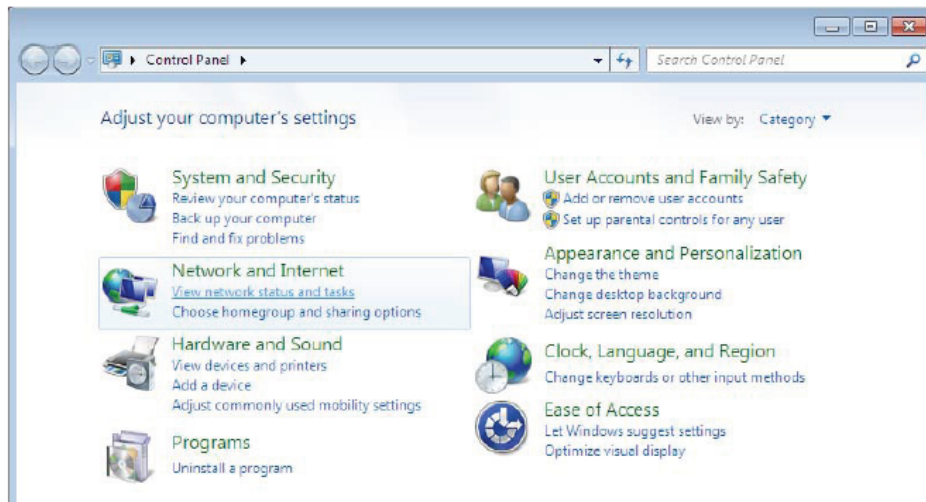 Control Panel
Search Control Panel
Adjust your computer's settings
View by: Category
System and Security
Review your computer's status
Back up your computer
Find and fix problems
Network and Internet
View network status and tasks
Choose homegroup and sharing options
Hardware and Sound
View devices and printers
Add a device
Adjust commonly used mobility settings
Programs
Uninstall a program
User Accounts and Family Safety
Add or remove user accounts
Set up parental controls for any user
Appearance and Personalization
Change the theme
Change desktop background
Adjust screen resolution
Clock, Language, and Region
Change keyboards or other input methods
Ease of Access
Let Windows suggest settings
Optimize visual display